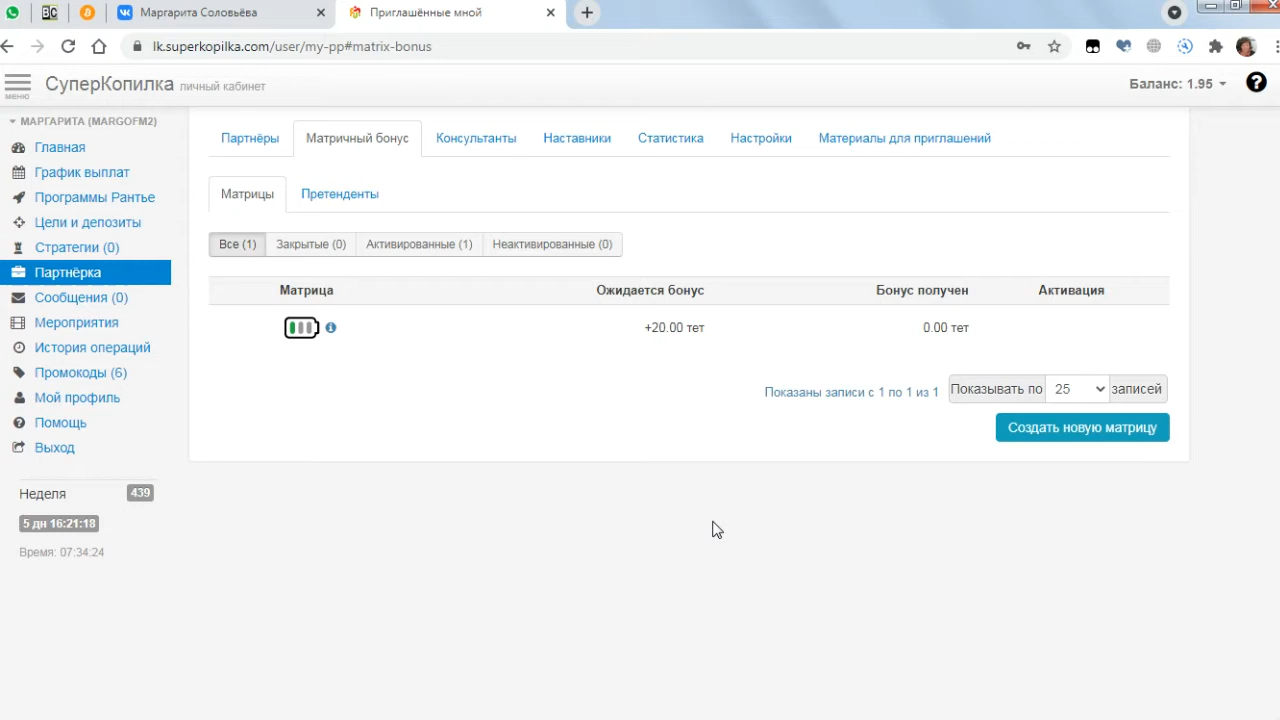 Маргарита Соловьёва
Приглашённые мной
lk.superkopilka.com/user/my-pp#matrix-bonus
МЕНЮ
СуперКопилка личный кабинет
Баланс: 1.95
МАРГАРИТА (MARGOFM2)
Главная
График выплат
Программы Рантье
Цели и депозиты
Стратегии (0)
Партнёрка
Сообщения (0)
Мероприятия
История операций
Промокоды (6)
Мой профиль
Помощь
Выход
Неделя 439
5 дн 16:21:18
Время: 07:34:24
Партнёры Матричный бонус Консультанты Наставники Статистика Настройки Материалы для приглашений
Матрицы Претенденты
Все (1) Закрытые (0) Активированные (1) Неактивированные (0)
Матрица Ожидается бонус Бонус получен Активация
+20.00 тет 0.00 тет
Показаны записи с 1 по 1 из 1 Показывать по 25 записей
Создать новую матрицу